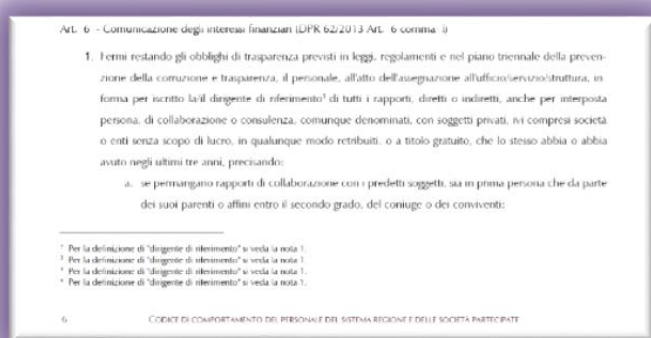 Art. 6 - Comunicazione degli interessi finanziari (DPR 62/2013 Art. 6 comma 1)
1. Fermi restando gli obblighi di trasparenza previsti in leggi, regolamenti e nel piano triennale della preven-
zione della corruzione e trasparenza, il personale, all'atto dell'assegnazione all'ufficio/servizio/struttura, in-
forma per iscritto la/il dirigente di riferimento di tutti i rapporti, diretti o indiretti, anche per interposta
persona, di collaborazione o consulenza, comunque denominati, con soggetti privati, ivi compresi società
o enti senza scopo di lucro, in qualunque modo retribuiti, o a titolo gratuito, che lo stesso abbia o abbia
avuto negli ultimi tre anni, precisando:
a. se permangano rapporti di collaborazione con i predetti soggetti, sia in prima persona che da parte
dei suoi parenti o affini entro il secondo grado, del coniuge o dei conviventi:
Per la definizione di "dirigente di riferimento" si veda la nota 1.
Per la definizione di "dirigente di riferimento" si veda la nota 1.
Per la definizione di "dirigente di riferimento" si veda la nota 1.
Per la definizione di "dirigente di riferimento" si veda la nota 1.
6 CODICE DI COMPORTAMENTO DEL PERSONALE DEL SISTEMA REGIONE E DELLE SOCIETÀ PARTECIPATE